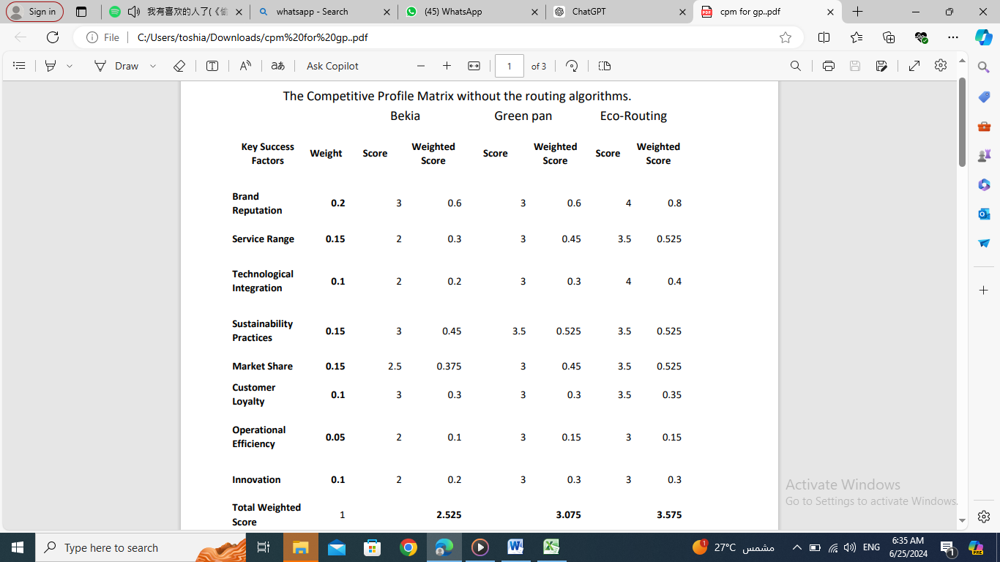 Sign in
我有喜欢的人了(《偷
whatsapp - Search
(45) WhatsApp
ChatGPT
cpm for gp..pdf
File
C:/Users/toshia/Downloads/cpm%20for%20gp..pdf
Draw
aあ
Ask Copilot
1 of 3
The Competitive Profile Matrix without the routing algorithms.
Bekia Green pan Eco-Routing
Key Success Factors Weight Score Weighted Score Score Weighted Score Score Weighted Score
Brand Reputation 0.2 3 0.6 3 0.6 4 0.8
Service Range 0.15 2 0.3 3 0.45 3.5 0.525
Technological Integration 0.1 2 0.2 3 0.3 4 0.4
Sustainability Practices 0.15 3 0.45 3.5 0.525 3.5 0.525
Market Share 0.15 2.5 0.375 3 0.45 3.5 0.525
Customer Loyalty 0.1 3 0.3 3 0.3 3.5 0.35
Operational Efficiency 0.05 2 0.1 3 0.15 3 0.15
Innovation 0.1 2 0.2 3 0.3 3 0.3
Total Weighted Score 1 2.525 3.075 3.575
Activate Windows
Go to Settings to activate Windows.
Type here to search
1
27°C مشمس
ENG
6:35 AM
6/25/2024
1
PRE